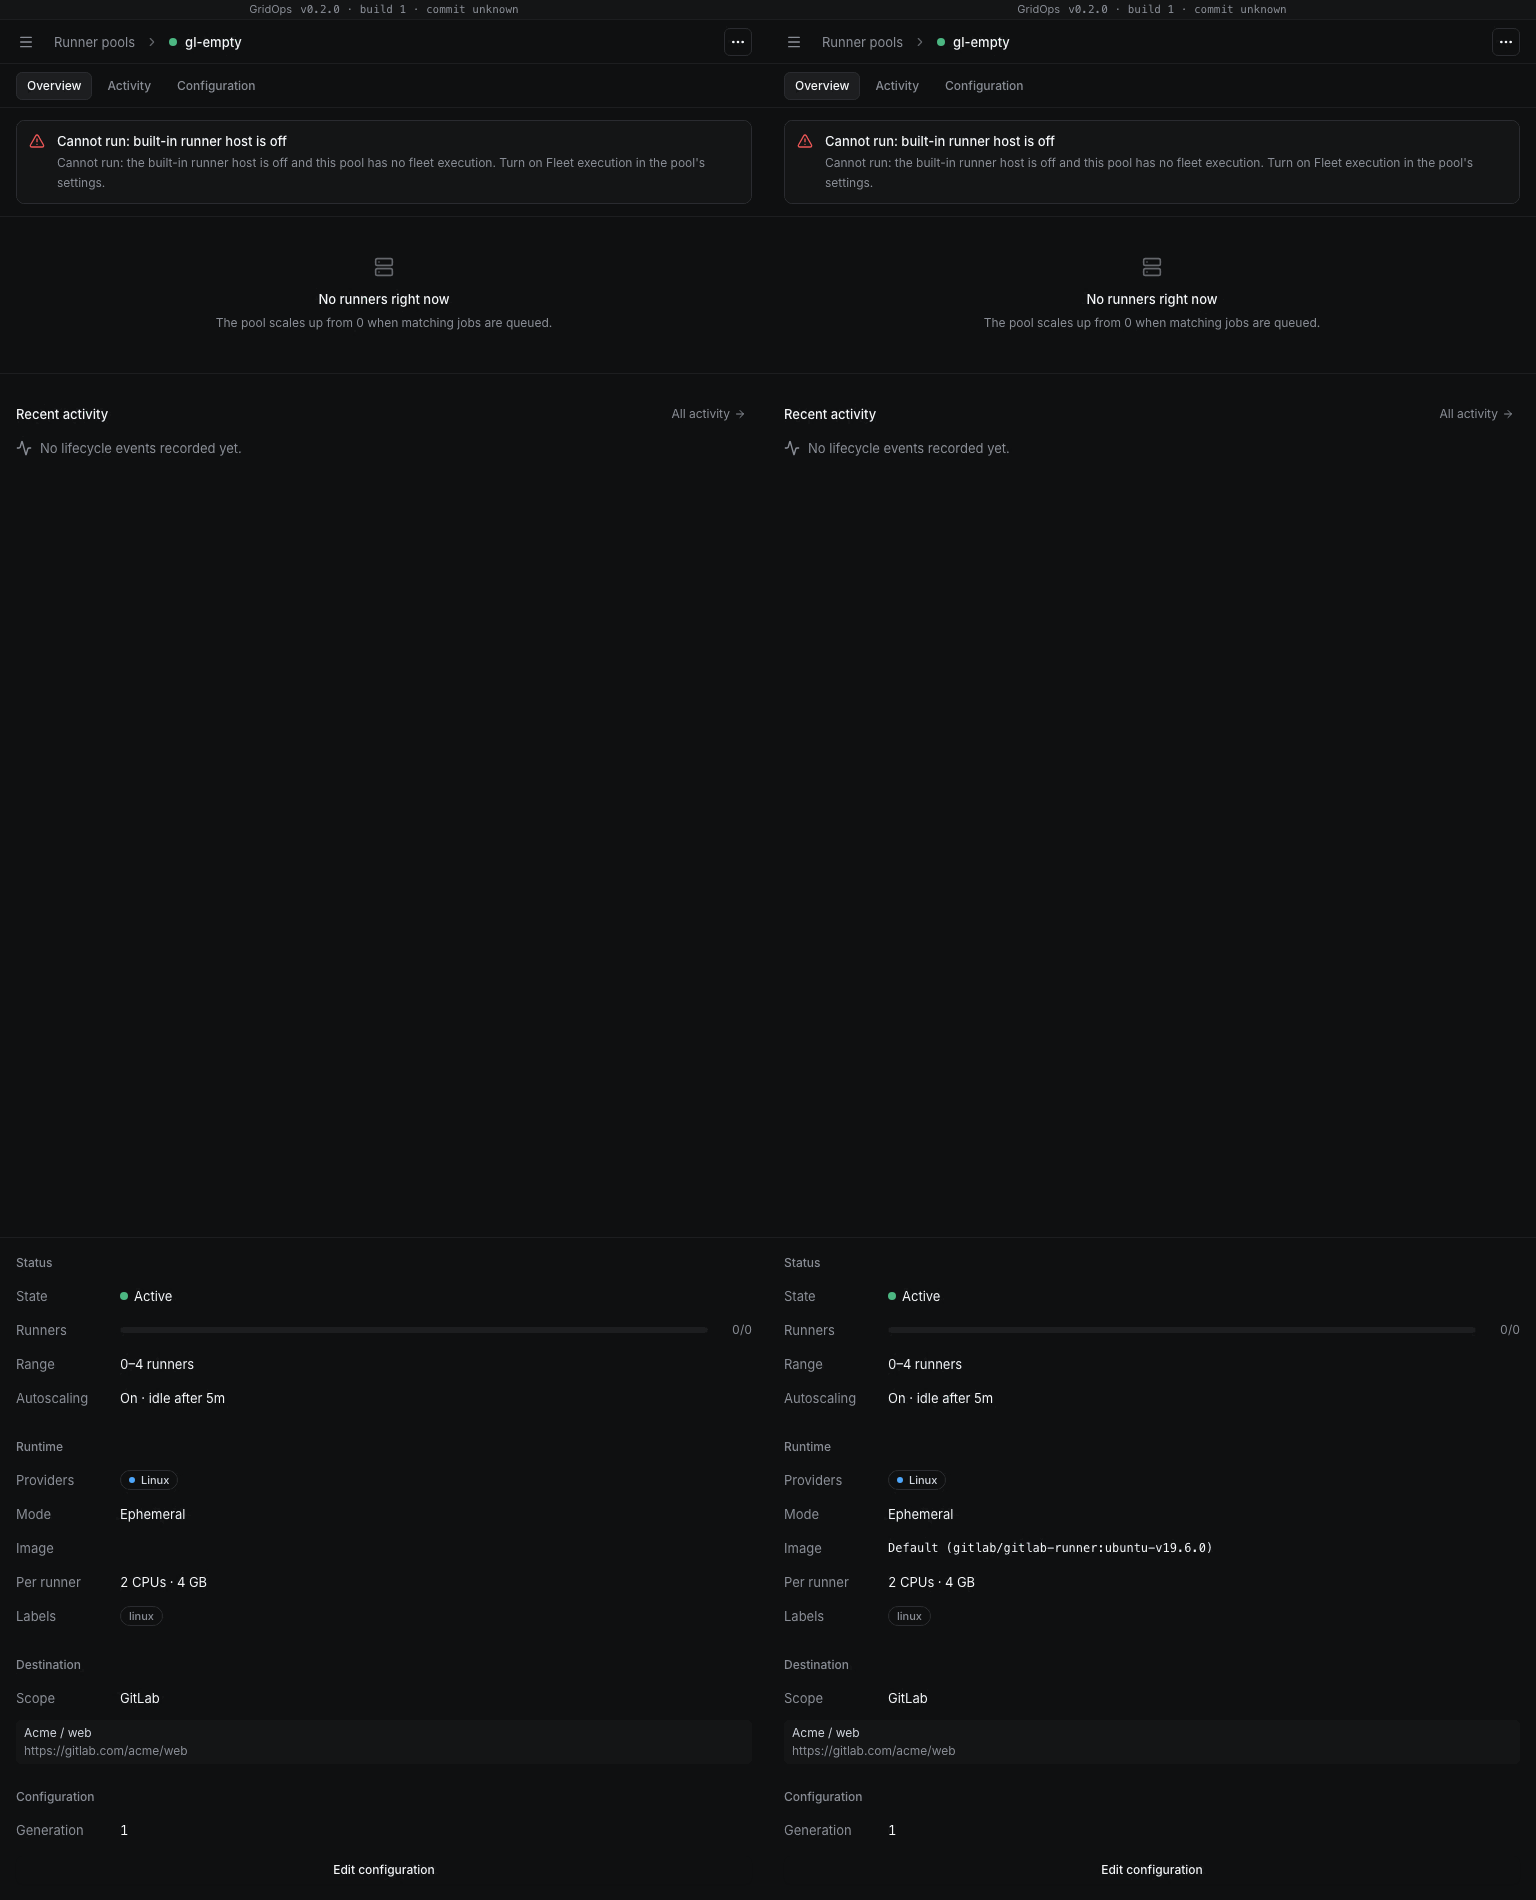 GridOps v0.2.0 · build 1 · commit unknown
Runner pools > gl-empty
Overview Activity Configuration
Cannot run: built-in runner host is off
Cannot run: the built-in runner host is off and this pool has no fleet execution. Turn on Fleet execution in the pool's
settings.
No runners right now
The pool scales up from 0 when matching jobs are queued.
Recent activity All activity →
No lifecycle events recorded yet.
Status
State Active
Runners 0/0
Range 0–4 runners
Autoscaling On · idle after 5m
Runtime
Providers Linux
Mode Ephemeral
Image
Per runner 2 CPUs · 4 GB
Labels linux
Destination
Scope GitLab
Acme / web
https://gitlab.com/acme/web
Configuration
Generation 1
Edit configuration
GridOps v0.2.0 · build 1 · commit unknown
Runner pools > gl-empty
Overview Activity Configuration
Cannot run: built-in runner host is off
Cannot run: the built-in runner host is off and this pool has no fleet execution. Turn on Fleet execution in the pool's
settings.
No runners right now
The pool scales up from 0 when matching jobs are queued.
Recent activity All activity →
No lifecycle events recorded yet.
Status
State Active
Runners 0/0
Range 0–4 runners
Autoscaling On · idle after 5m
Runtime
Providers Linux
Mode Ephemeral
Image Default (gitlab/gitlab-runner:ubuntu-v19.6.0)
Per runner 2 CPUs · 4 GB
Labels linux
Destination
Scope GitLab
Acme / web
https://gitlab.com/acme/web
Configuration
Generation 1
Edit configuration